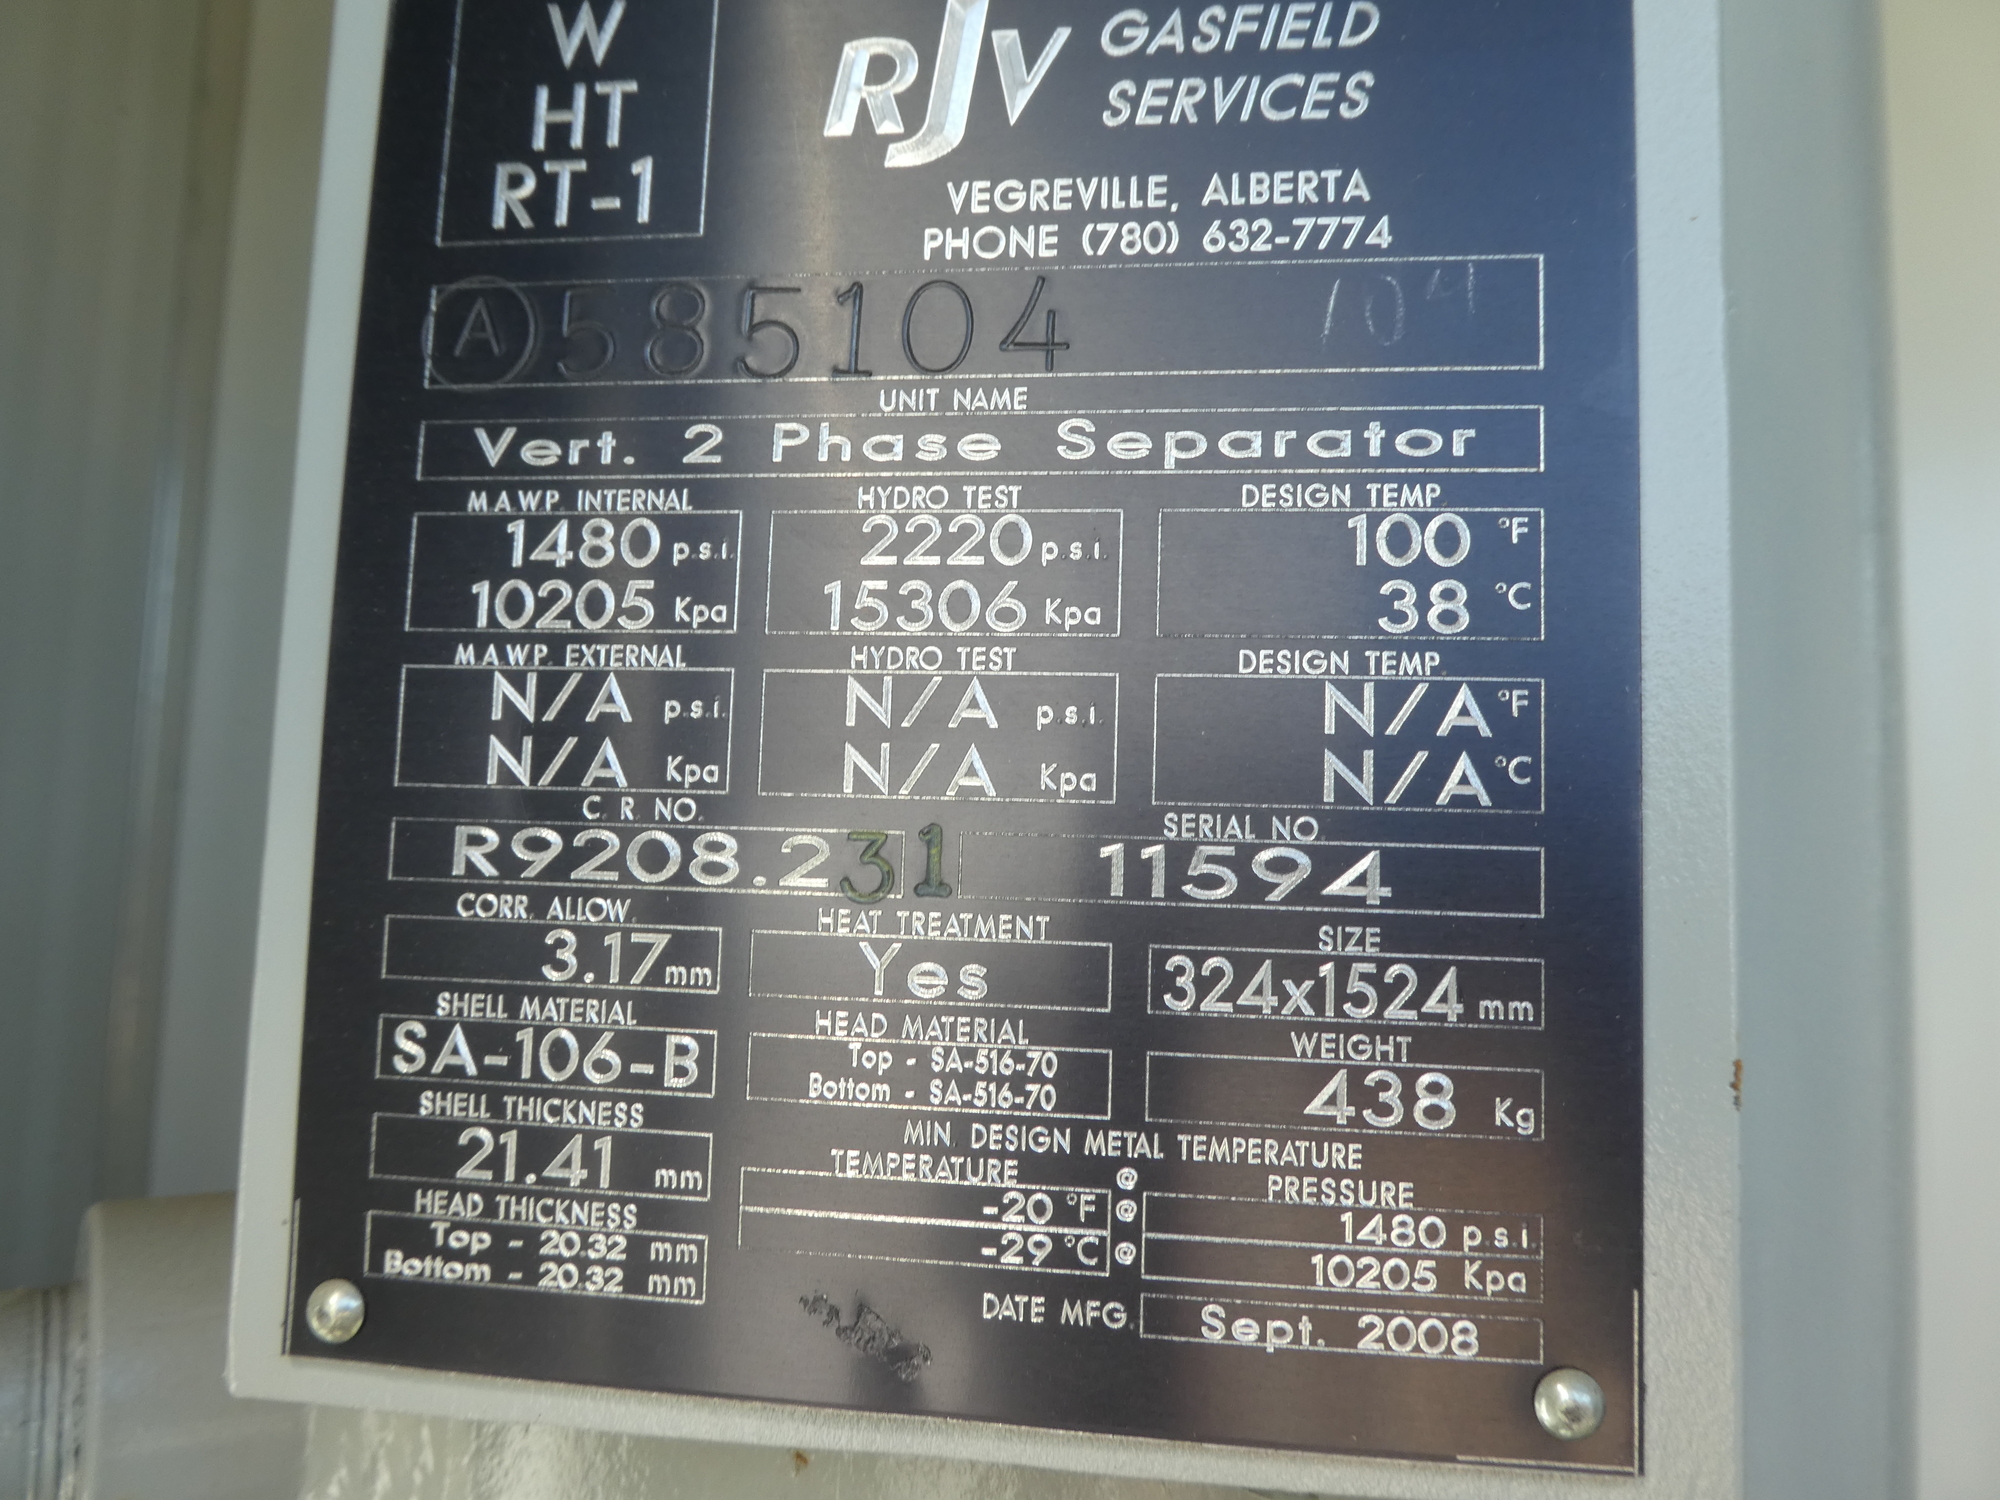 W
HT
RT-1
RJV GASFIELD
SERVICES
VEGREVILLE, ALBERTA
PHONE (780) 632-7774
A 585104 104
UNIT NAME
Vert. 2 Phase Separator
M.A.W.P. INTERNAL HYDRO TEST DESIGN TEMP.
1480 p.s.i. 2220 p.s.i. 100 °F
10205 Kpa 15306 Kpa 38 °C
M.A.W.P. EXTERNAL HYDRO TEST DESIGN TEMP.
N/A p.s.i. N/A p.s.i. N/A °F
N/A Kpa N/A Kpa N/A °C
C. R. NO. SERIAL NO.
R9208.231 11594
CORR. ALLOW. HEAT TREATMENT SIZE
3.17 mm Yes 324x1524 mm
SHELL MATERIAL HEAD MATERIAL WEIGHT
SA-106-B Top - SA-516-70 438 Kg
Bottom - SA-516-70
SHELL THICKNESS MIN. DESIGN METAL TEMPERATURE
21.41 mm TEMPERATURE @ PRESSURE
HEAD THICKNESS -20 °F @ 1480 p.s.i.
Top - 20.32 mm -29 °C @ 10205 Kpa
Bottom - 20.32 mm
DATE MFG. Sept. 2008